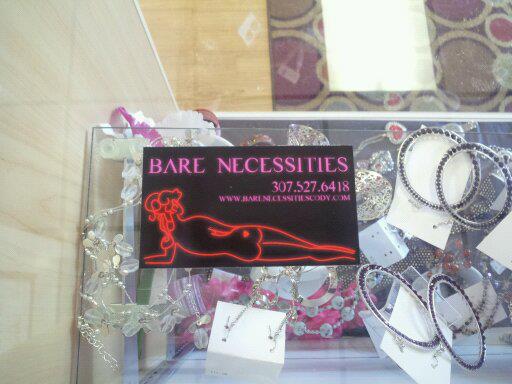 BARE NECESSITIES
307.527.6418
WWW.BARENECESSITIESCODY.COM